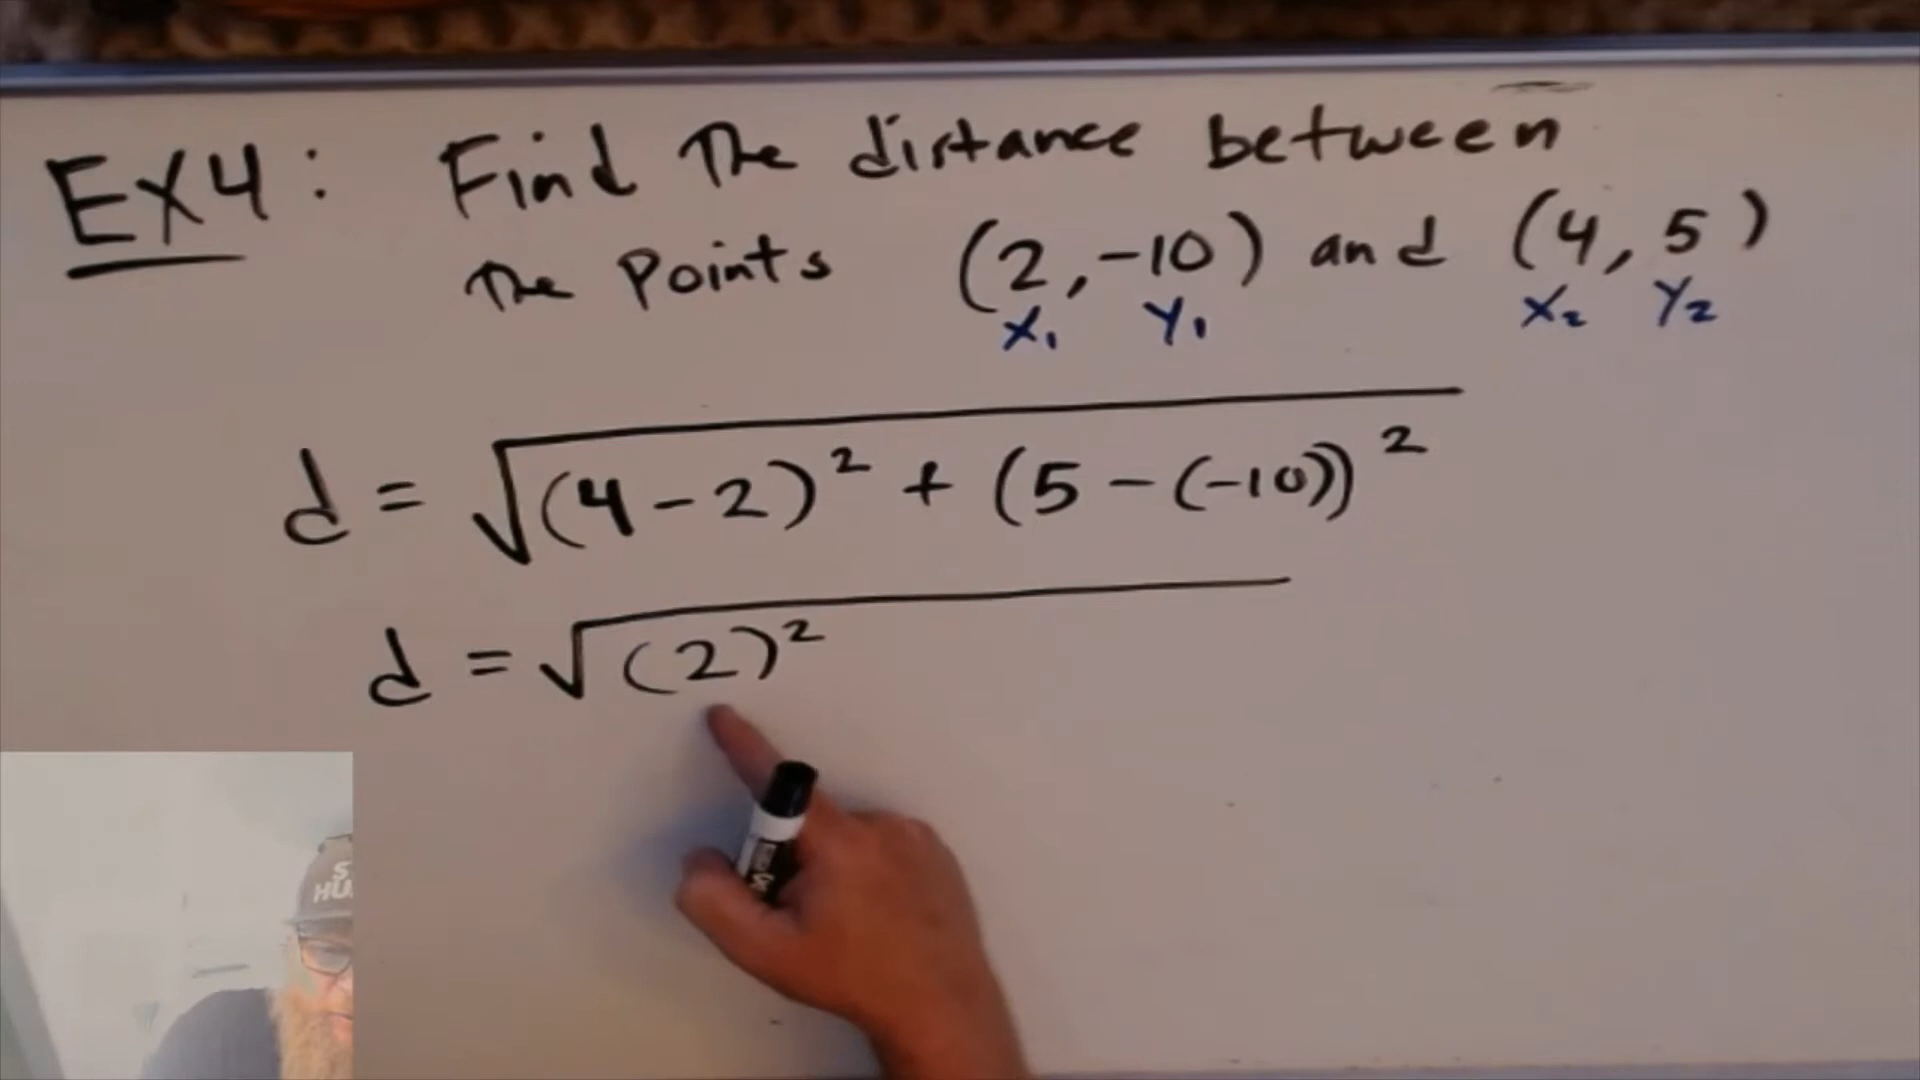 EX4: Find The distance between
The Points (2, -10) and (4, 5)
X₁ Y₁ X₂ Y₂
d = √(4 - 2)² + (5 - (-10))²
d = √(2)²